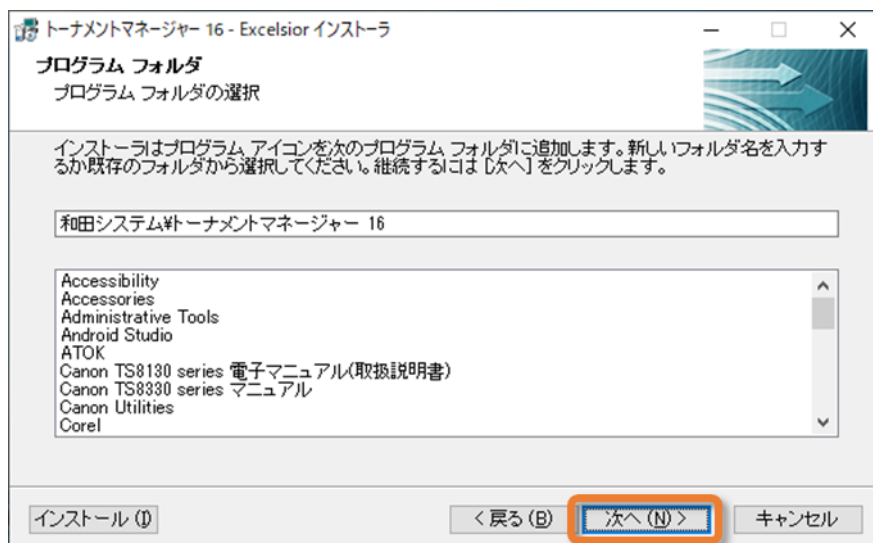 トーナメントマネージャー 16 - Excelsior インストーラ
プログラム フォルダ
プログラム フォルダの選択
インストーラはプログラム アイコンを次のプログラム フォルダに追加します。新しいフォルダ名を入力す
るか既存のフォルダから選択してください。継続するには [次へ] をクリックします。
和田システム¥トーナメントマネージャー 16
Accessibility
Accessories
Administrative Tools
Android Studio
ATOK
Canon TS8130 series 電子マニュアル(取扱説明書)
Canon TS8330 series マニュアル
Canon Utilities
Corel
インストール (I) < 戻る (B) 次へ (N) > キャンセル